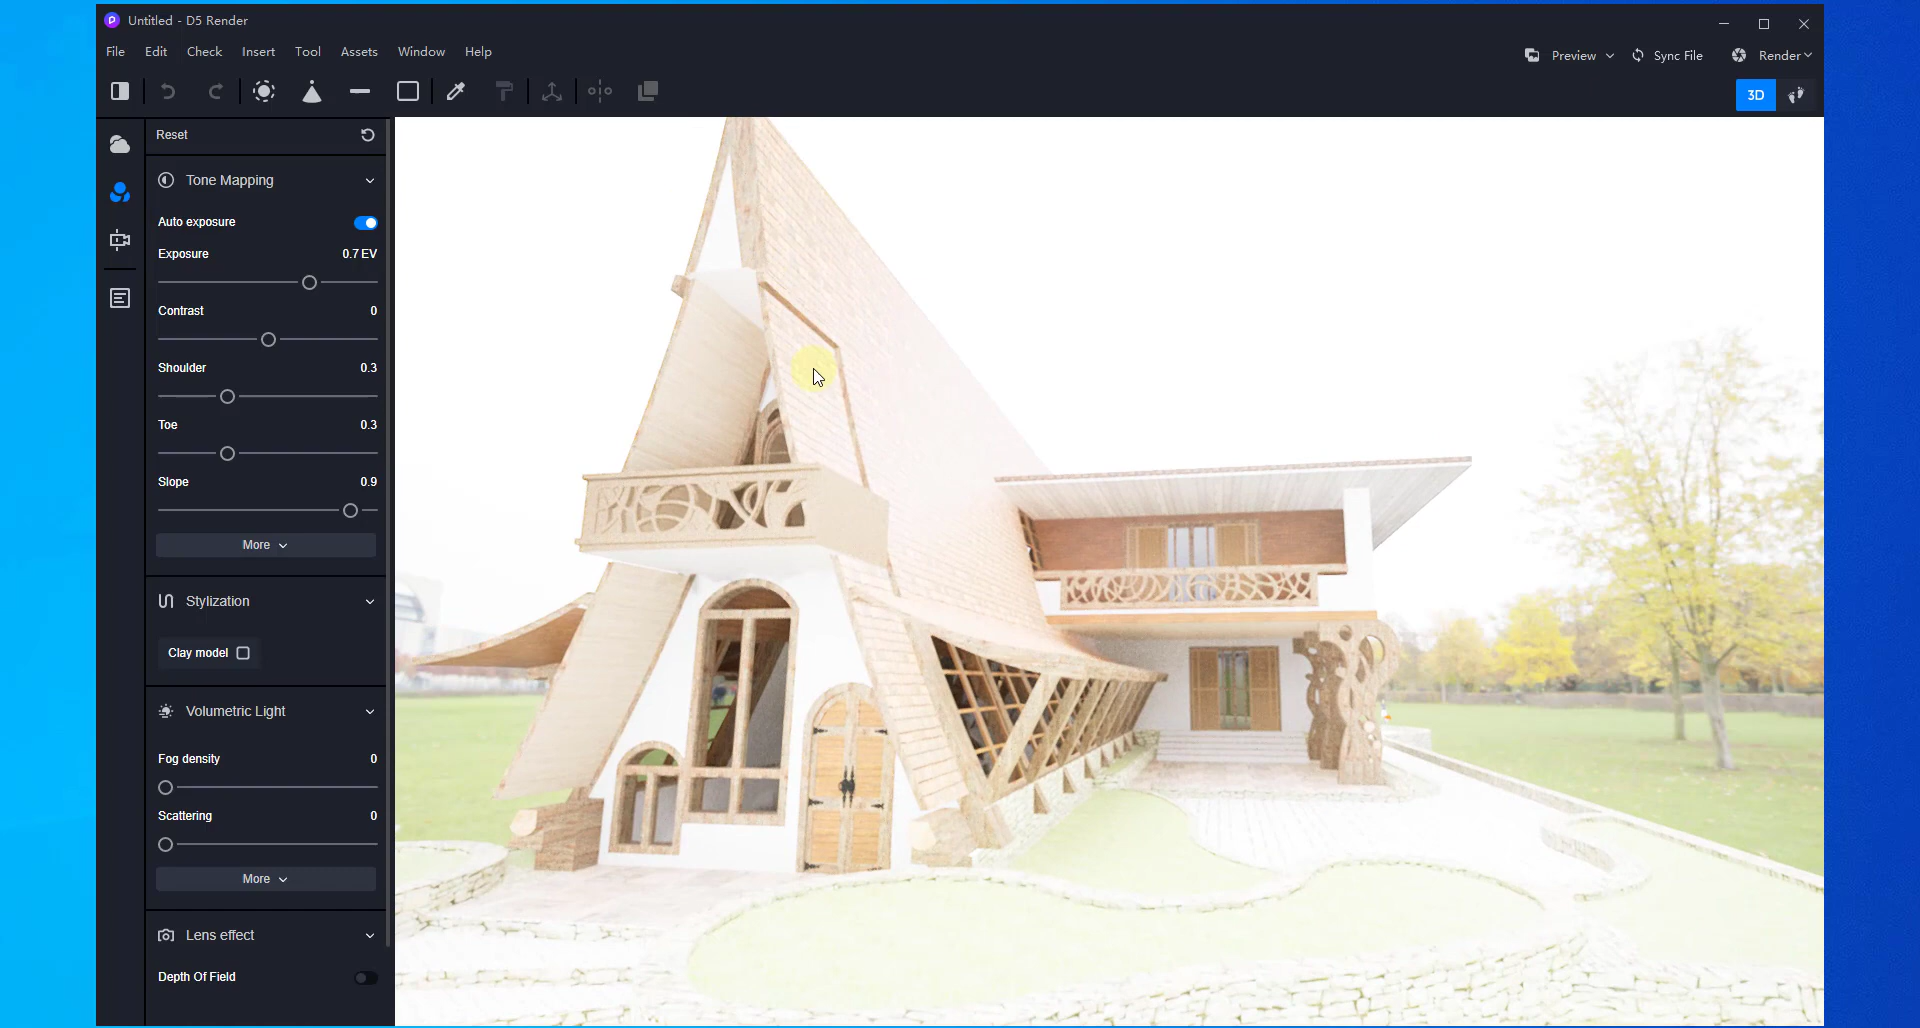 Untitled - D5 Render
File Edit Check Insert Tool Assets Window Help
Preview Sync File Render
3D
Reset
Tone Mapping
Auto exposure
Exposure 0.7 EV
Contrast 0
Shoulder 0.3
Toe 0.3
Slope 0.9
More
Stylization
Clay model
Volumetric Light
Fog density 0
Scattering 0
More
Lens effect
Depth Of Field